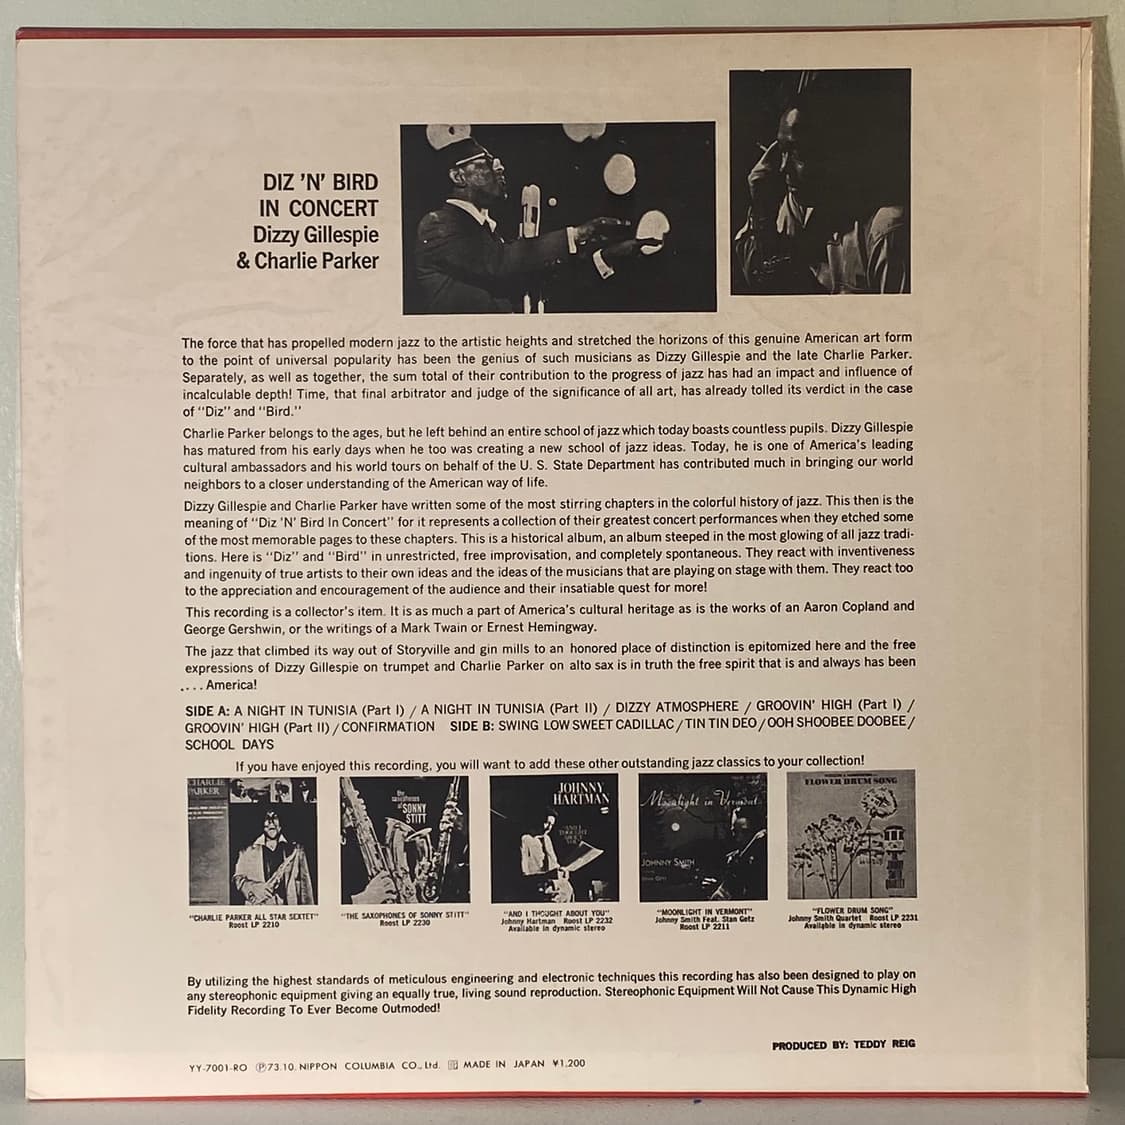 DIZ 'N' BIRD
IN CONCERT
Dizzy Gillespie
& Charlie Parker
The force that has propelled modern jazz to the artistic heights and stretched the horizons of this genuine American art form
to the point of universal popularity has been the genius of such musicians as Dizzy Gillespie and the late Charlie Parker.
Separately, as well as together, the sum total of their contribution to the progress of jazz has had an impact and influence of
incalculable depth! Time, that final arbitrator and judge of the significance of all art, has already tolled its verdict in the case
of "Diz" and "Bird."
Charlie Parker belongs to the ages, but he left behind an entire school of jazz which today boasts countless pupils. Dizzy Gillespie
has matured from his early days when he too was creating a new school of jazz ideas. Today, he is one of America's leading
cultural ambassadors and his world tours on behalf of the U. S. State Department has contributed much in bringing our world
neighbors to a closer understanding of the American way of life.
Dizzy Gillespie and Charlie Parker have written some of the most stirring chapters in the colorful history of jazz. This then is the
meaning of "Diz 'N' Bird In Concert" for it represents a collection of their greatest concert performances when they etched some
of the most memorable pages to these chapters. This is a historical album, an album steeped in the most glowing of all jazz tradi-
tions. Here is "Diz" and "Bird" in unrestricted, free improvisation, and completely spontaneous. They react with inventiveness
and ingenuity of true artists to their own ideas and the ideas of the musicians that are playing on stage with them. They react too
to the appreciation and encouragement of the audience and their insatiable quest for more!
This recording is a collector's item. It is as much a part of America's cultural heritage as is the works of an Aaron Copland and
George Gershwin, or the writings of a Mark Twain or Ernest Hemingway.
The jazz that climbed its way out of Storyville and gin mills to an honored place of distinction is epitomized here and the free
expressions of Dizzy Gillespie on trumpet and Charlie Parker on alto sax is in truth the free spirit that is and always has been
.... America!
SIDE A: A NIGHT IN TUNISIA (Part I) / A NIGHT IN TUNISIA (Part II) / DIZZY ATMOSPHERE / GROOVIN' HIGH (Part I) /
GROOVIN' HIGH (Part II) / CONFIRMATION SIDE B: SWING LOW SWEET CADILLAC / TIN TIN DEO / OOH SHOOBEE DOOBEE /
SCHOOL DAYS
If you have enjoyed this recording, you will want to add these other outstanding jazz classics to your collection!
CHARLIE
PARKER
the
saxophones
of SONNY
STITT
JOHNNY
HARTMAN
AND I
THOUGHT
ABOUT
YOU
Moonlight in Vermont
JOHNNY SMITH
STAN GETZ
FLOWER DRUM SONG
"CHARLIE PARKER ALL STAR SEXTET"
Roost LP 2210
"THE SAXOPHONES OF SONNY STITT"
Roost LP 2230
"AND I THOUGHT ABOUT YOU"
Johnny Hartman Roost LP 2232
Available in dynamic stereo
"MOONLIGHT IN VERMONT"
Johnny Smith Feat. Stan Getz
Roost LP 2211
"FLOWER DRUM SONG"
Johnny Smith Quartet Roost LP 2231
Available in dynamic stereo
By utilizing the highest standards of meticulous engineering and electronic techniques this recording has also been designed to play on
any stereophonic equipment giving an equally true, living sound reproduction. Stereophonic Equipment Will Not Cause This Dynamic High
Fidelity Recording To Ever Become Outmoded!
PRODUCED BY: TEDDY REIG
YY-7001-RO Ⓟ73.10. NIPPON COLUMBIA CO., Ltd. MADE IN JAPAN ¥1,200